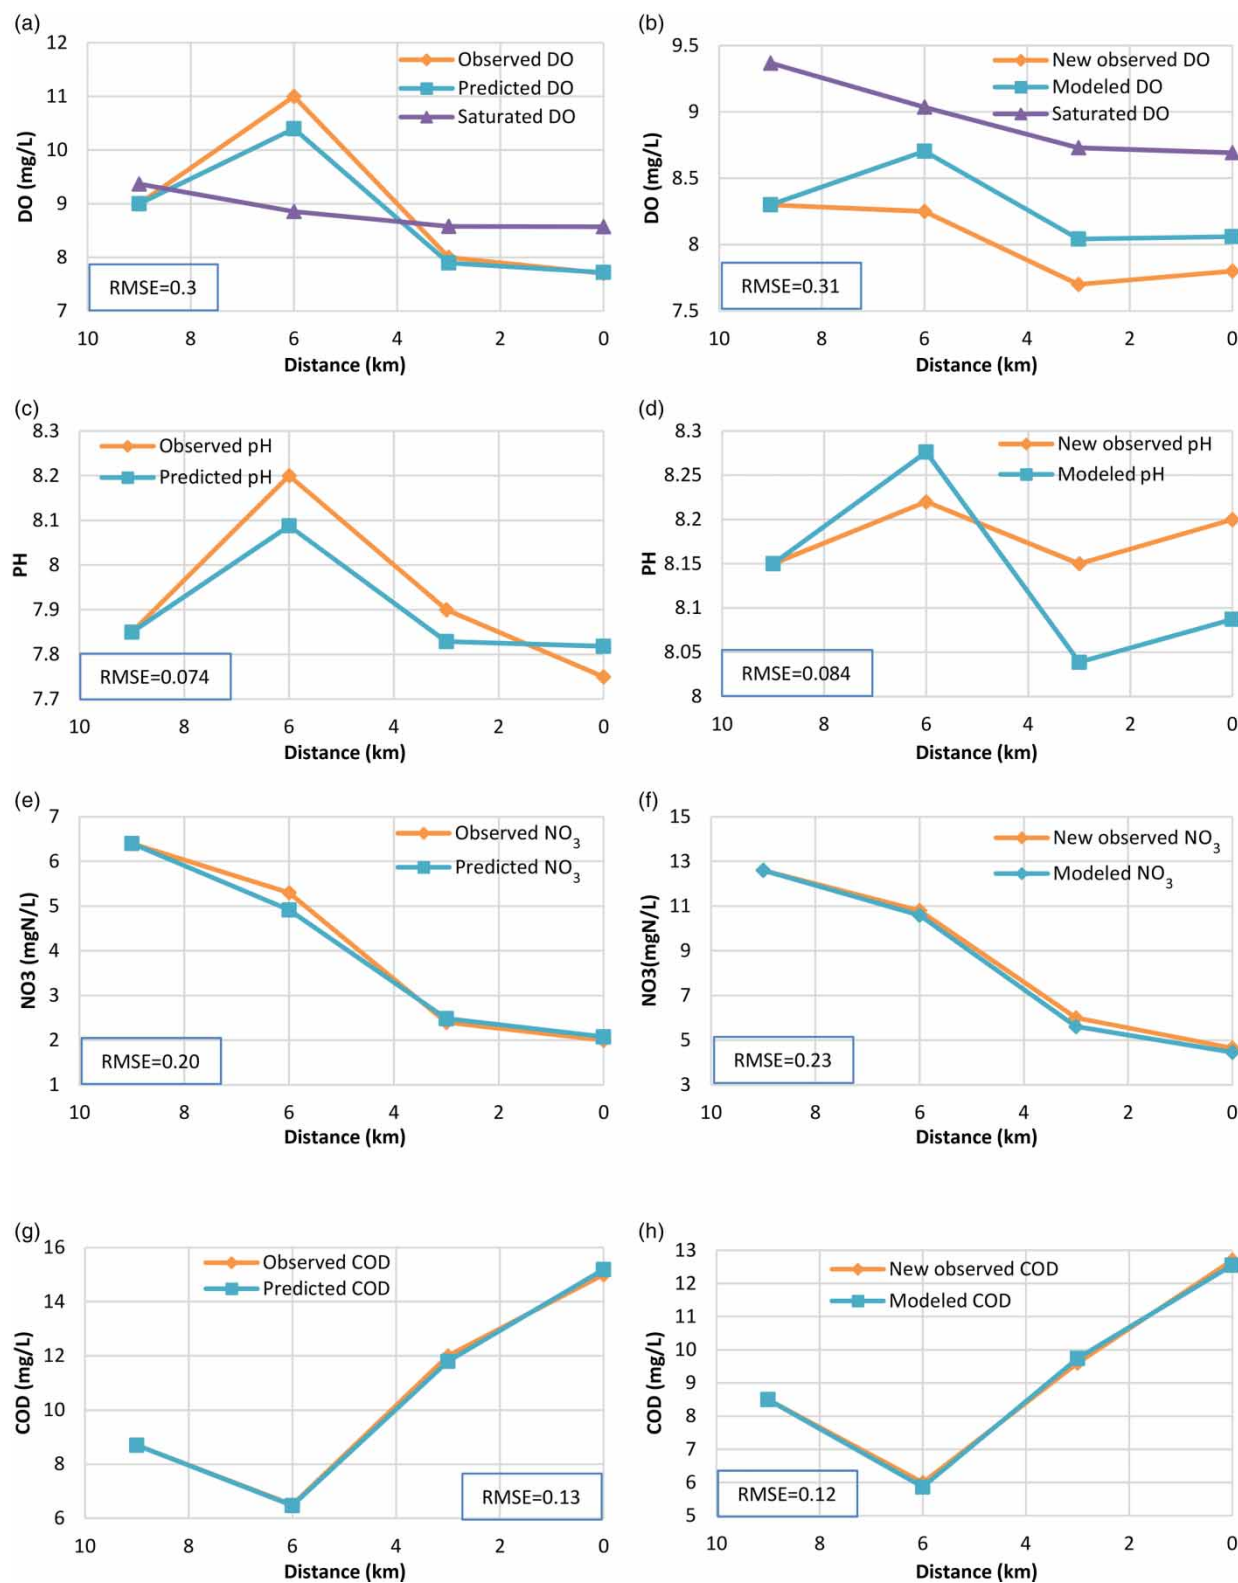 (a)
12
11
10
9
8
7
DO (mg/L)
Observed DO
Predicted DO
Saturated DO
RMSE=0.3
10 8 6 4 2 0
Distance (km)
(b)
9.5
9
8.5
8
7.5
DO (mg/L)
New observed DO
Modeled DO
Saturated DO
RMSE=0.31
10 8 6 4 2 0
Distance (km)
(c)
8.3
8.2
8.1
8
7.9
7.8
7.7
PH
Observed pH
Predicted pH
RMSE=0.074
10 8 6 4 2 0
Distance (km)
(d)
8.3
8.25
8.2
8.15
8.1
8.05
8
PH
New observed pH
Modeled pH
RMSE=0.084
10 8 6 4 2 0
Distance (km)
(e)
7
6
5
4
3
2
1
NO3 (mgN/L)
Observed NO3
Predicted NO3
RMSE=0.20
10 8 6 4 2 0
Distance (km)
(f)
15
13
11
9
7
5
3
NO3(mgN/L)
New observed NO3
Modeled NO3
RMSE=0.23
10 8 6 4 2 0
Distance (km)
(g)
16
14
12
10
8
6
COD (mg/L)
Observed COD
Predicted COD
RMSE=0.13
10 8 6 4 2 0
Distance (km)
(h)
13
12
11
10
9
8
7
6
5
COD (mg/L)
New observed COD
Modeled COD
RMSE=0.12
10 8 6 4 2 0
Distance (km)